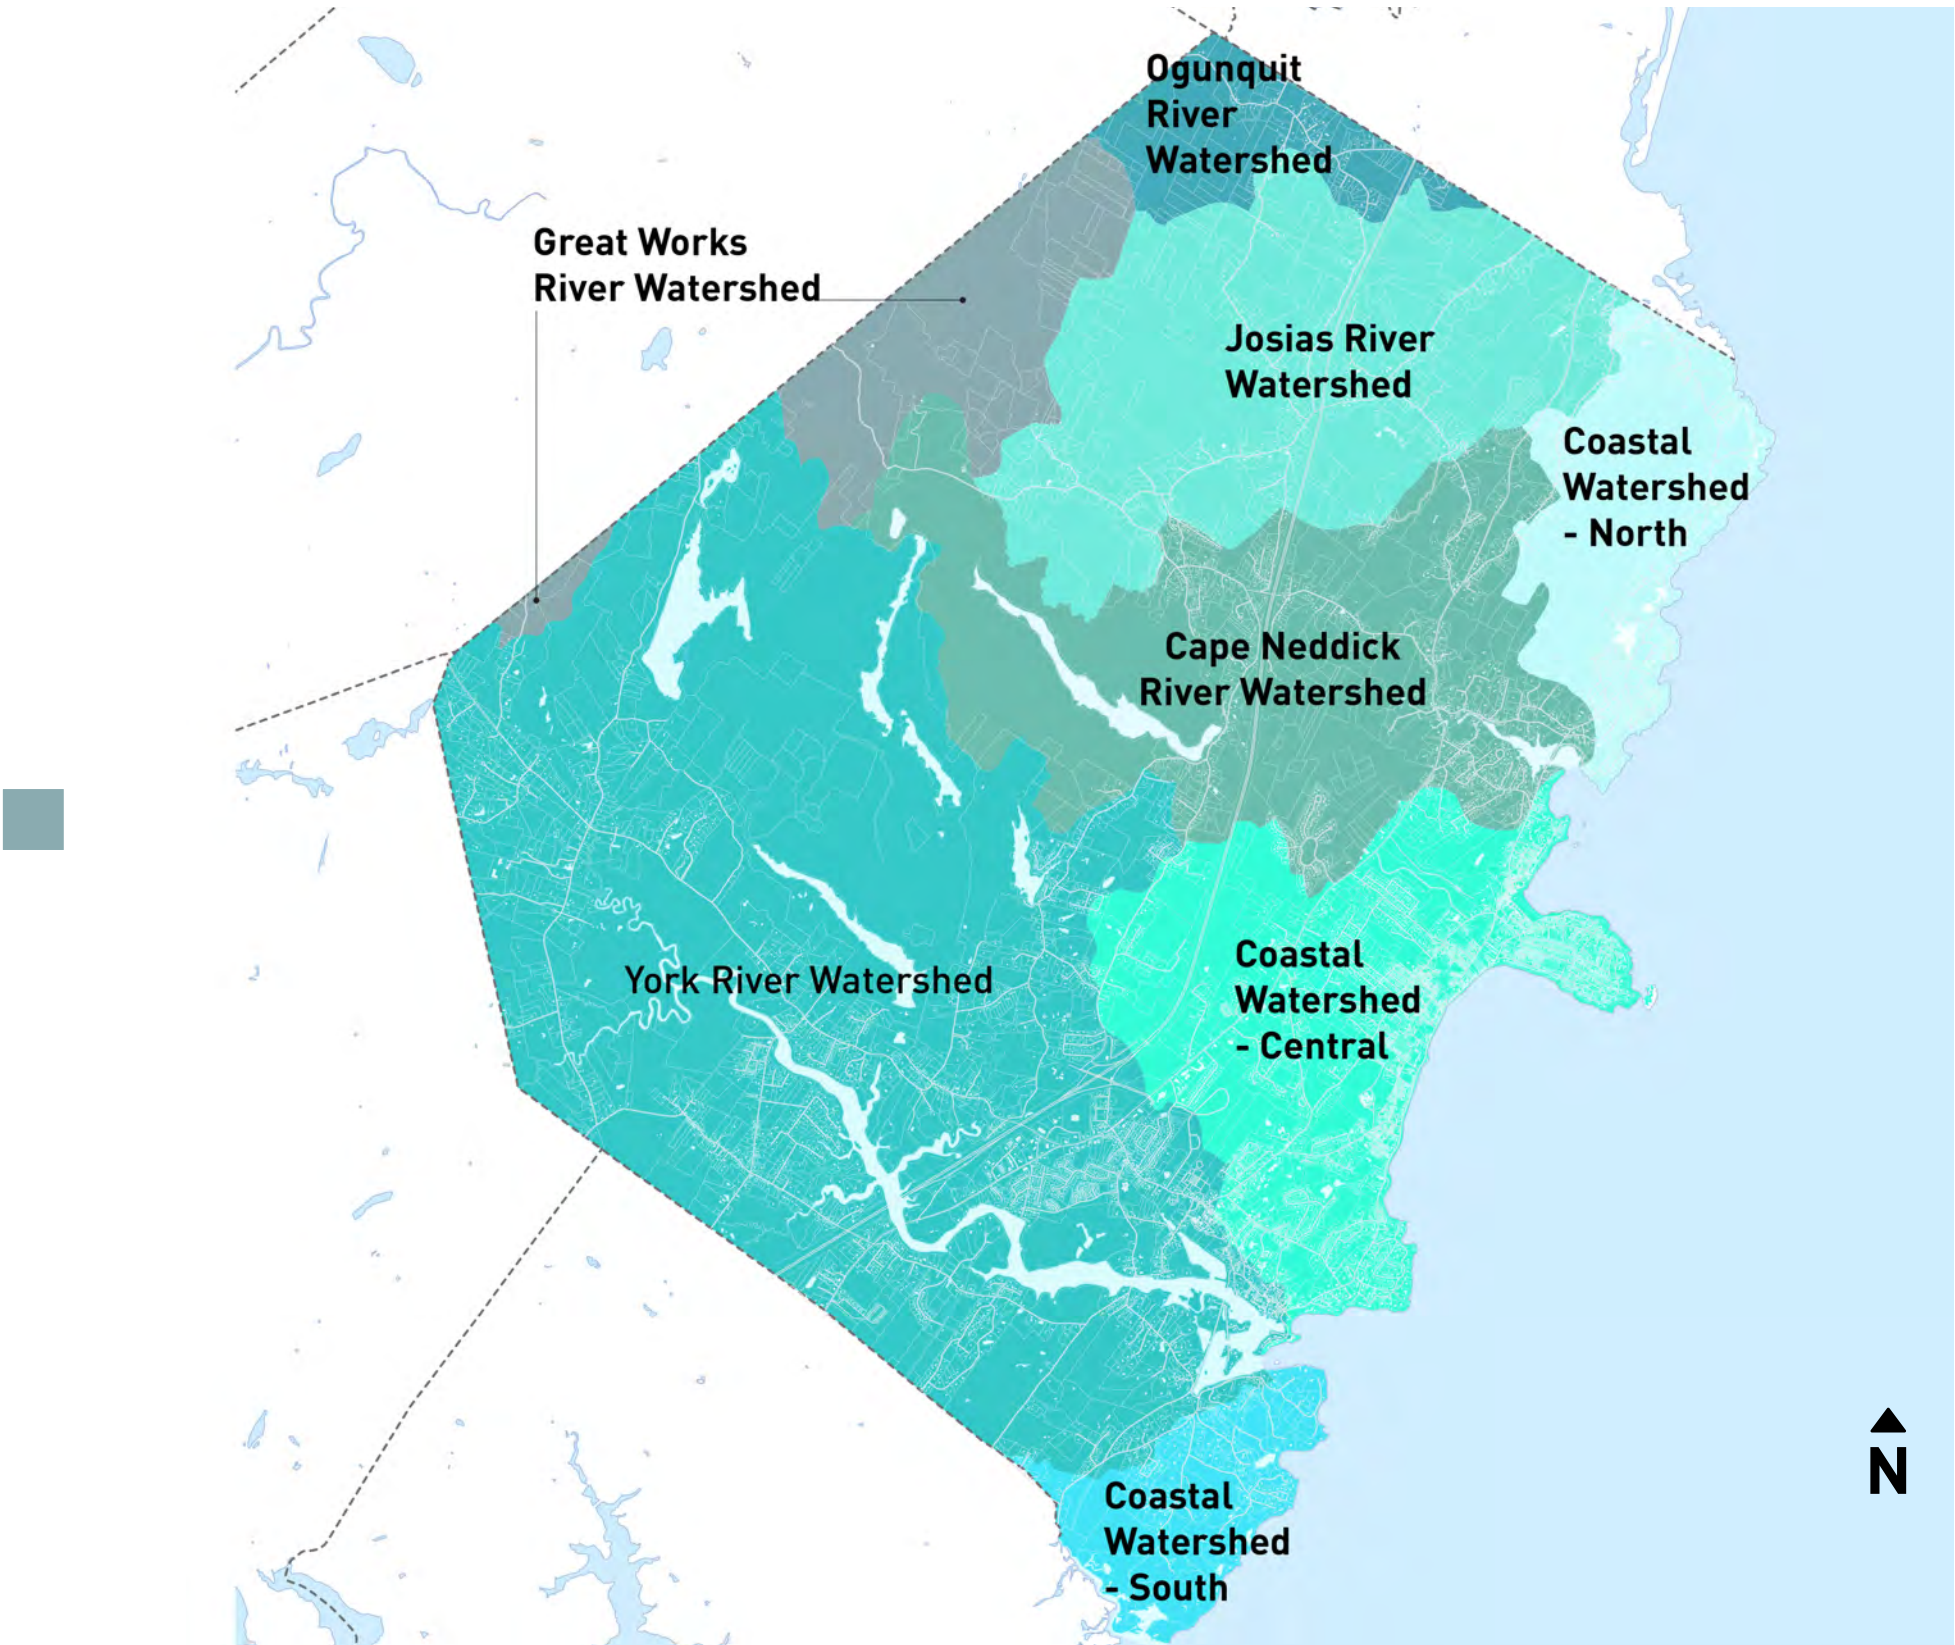 Ogunquit
River
Watershed
Great Works
River Watershed
Josias River
Watershed
Coastal
Watershed
- North
Cape Neddick
River Watershed
Coastal
Watershed
- Central
York River Watershed
Coastal
Watershed
- South
N